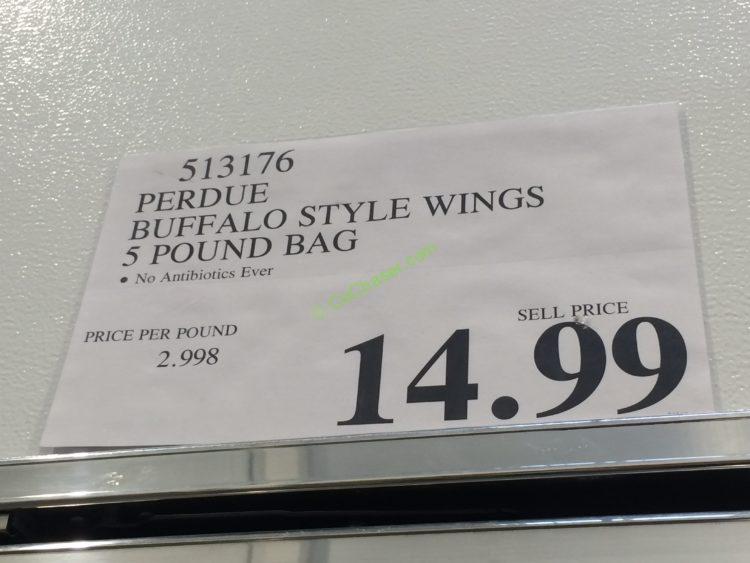 513176
PERDUE
BUFFALO STYLE WINGS
5 POUND BAG
• No Antibiotics Ever
© CoChaser.com
SELL PRICE
PRICE PER POUND
2.998
14.99